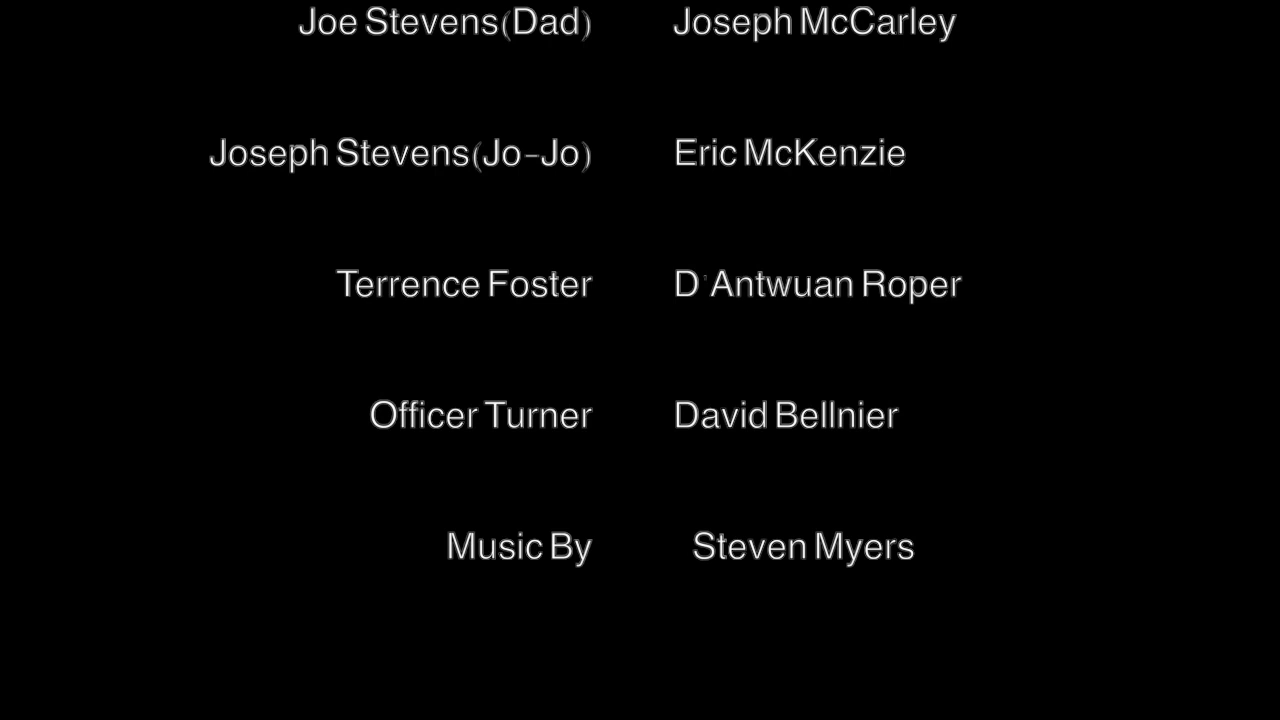 Joe Stevens(Dad) Joseph McCarley
Joseph Stevens(Jo-Jo) Eric McKenzie
Terrence Foster D'Antwuan Roper
Officer Turner David Bellnier
Music By Steven Myers